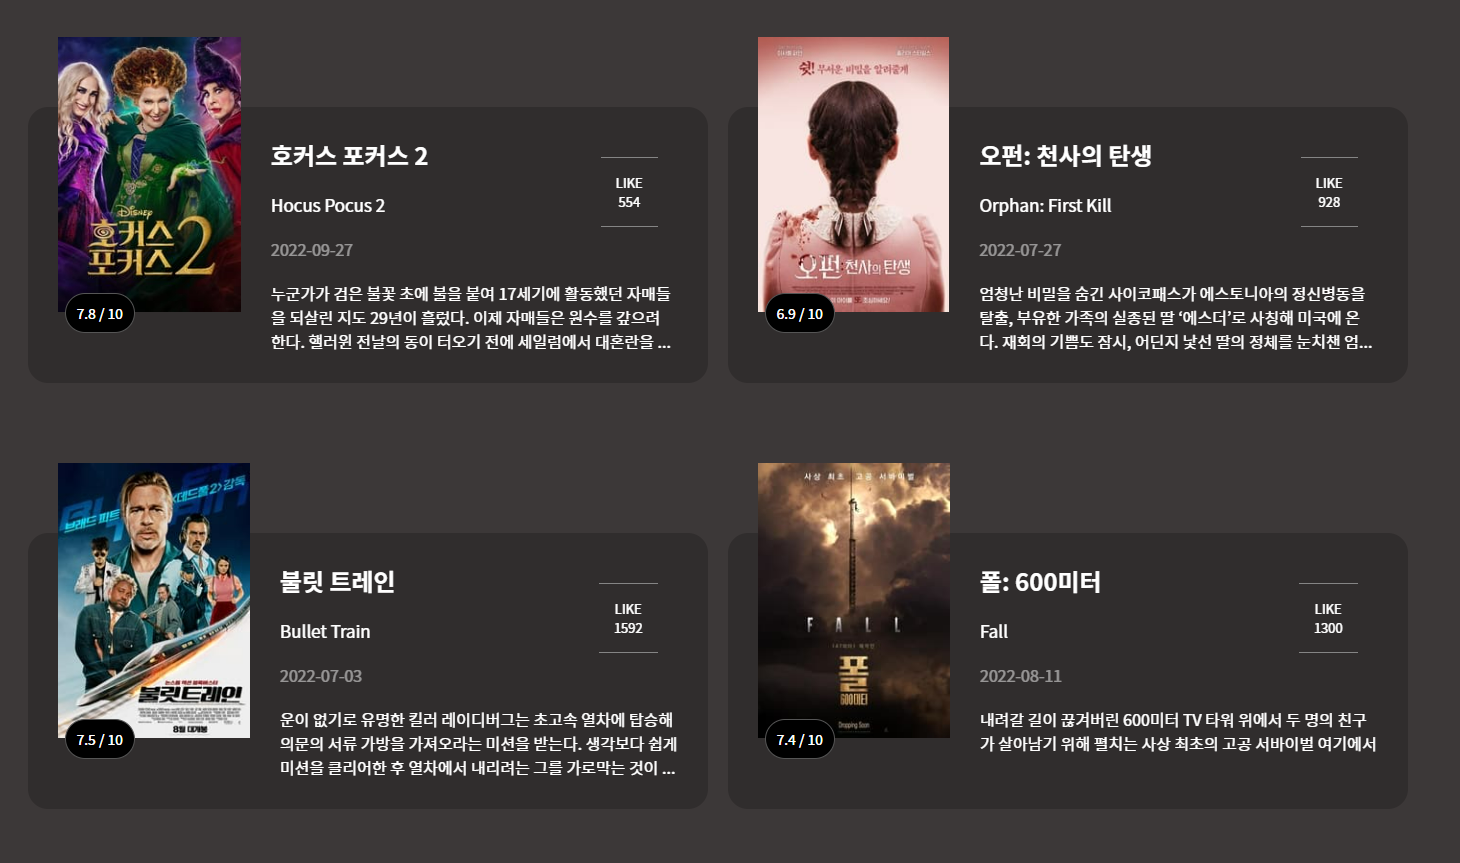 DISNEY
호커스
포커스2
7.8 / 10
호커스 포커스 2
Hocus Pocus 2
2022-09-27
누군가가 검은 불꽃 초에 불을 붙여 17세기에 활동했던 자매들
을 되살린 지도 29년이 흘렀다. 이제 자매들은 원수를 갚으려
한다. 핼러윈 전날의 동이 터오기 전에 세일럼에서 대혼란을 ...
LIKE
554
쉿! 무서운 비밀을 알려줄게
오펀: 천사의 탄생
6.9 / 10
오펀: 천사의 탄생
Orphan: First Kill
2022-07-27
엄청난 비밀을 숨긴 사이코패스가 에스토니아의 정신병동을
탈출, 부유한 가족의 실종된 딸 ‘에스더’로 사칭해 미국에 온
다. 재회의 기쁨도 잠시, 어딘지 낯선 딸의 정체를 눈치챈 엄...
LIKE
928
브래드 피트
<데드풀2> 감독
불릿트레인
8월 대개봉
7.5 / 10
불릿 트레인
Bullet Train
2022-07-03
운이 없기로 유명한 킬러 레이디버그는 초고속 열차에 탑승해
의문의 서류 가방을 가져오라는 미션을 받는다. 생각보다 쉽게
미션을 클리어한 후 열차에서 내리려는 그를 가로막는 것이 ...
LIKE
1592
사상 최초 고공 서바이벌
FALL
폴
600미터
Dropping Soon
7.4 / 10
폴: 600미터
Fall
2022-08-11
내려갈 길이 끊겨버린 600미터 TV 타워 위에서 두 명의 친구
가 살아남기 위해 펼치는 사상 최초의 고공 서바이벌 여기에서
LIKE
1300